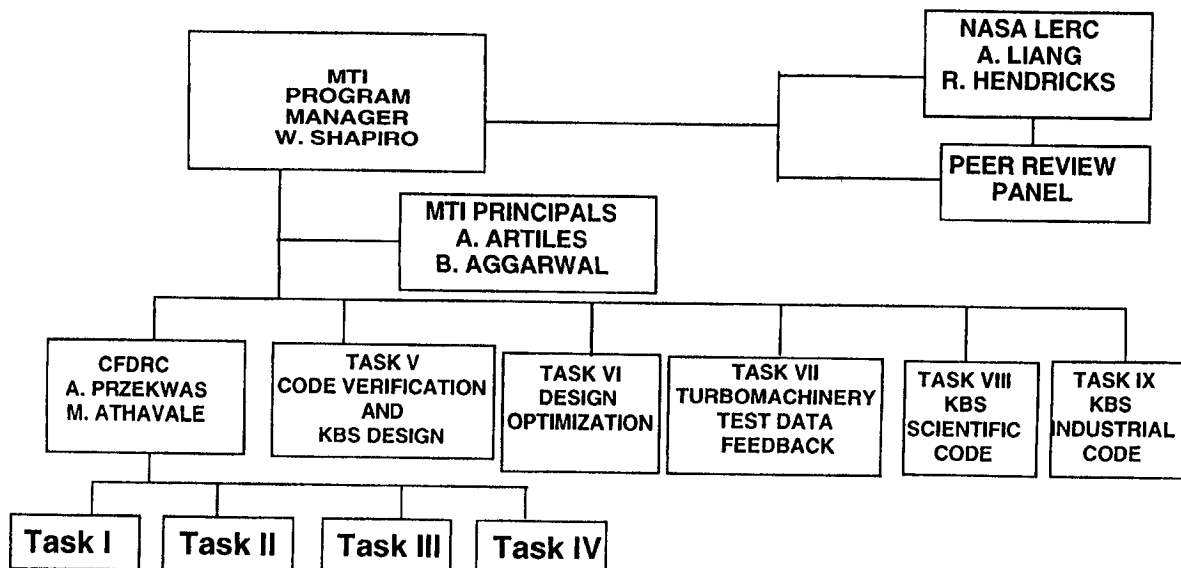 NASA LERC
A. LIANG
R. HENDRICKS
MTI
PROGRAM
MANAGER
W. SHAPIRO
PEER REVIEW
PANEL
MTI PRINCIPALS
A. ARTILES
B. AGGARWAL
CFDRC
A. PRZEKWAS
M. ATHAVALE
TASK V
CODE VERIFICATION
AND
KBS DESIGN
TASK VI
DESIGN
OPTIMIZATION
TASK VII
TURBOMACHINERY
TEST DATA
FEEDBACK
TASK VIII
KBS
SCIENTIFIC
CODE
TASK IX
KBS
INDUSTRIAL
CODE
Task I
Task II
Task III
Task IV